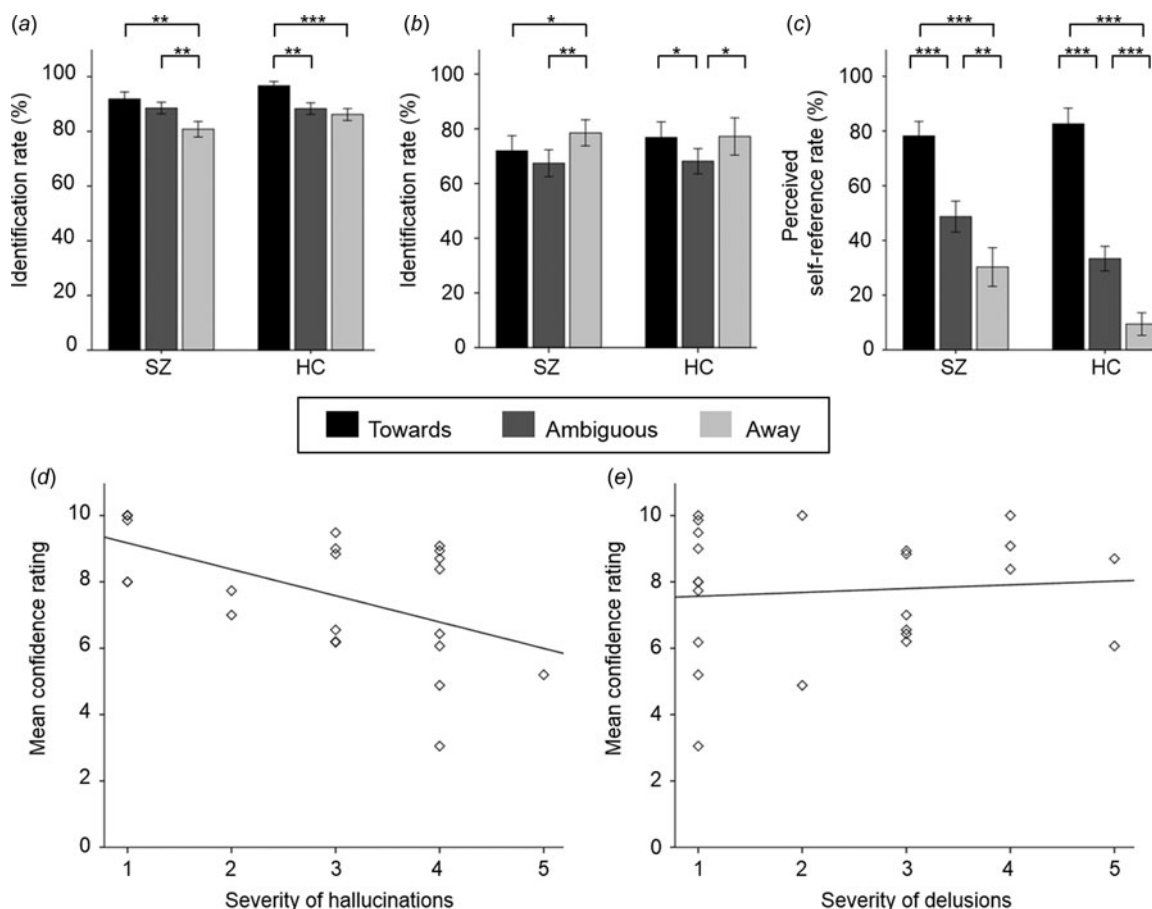 (a)
** ***
** **
Identification rate (%)
100
80
60
40
20
0
SZ HC
(b)
*
** * *
Identification rate (%)
100
80
60
40
20
0
SZ HC
(c)
*** ***
*** ** *** ***
Perceived
self-reference rate (%)
100
80
60
40
20
0
SZ HC
Towards Ambiguous Away
(d)
Mean confidence rating
10
8
6
4
2
0
1 2 3 4 5
Severity of hallucinations
(e)
Mean confidence rating
10
8
6
4
2
0
1 2 3 4 5
Severity of delusions